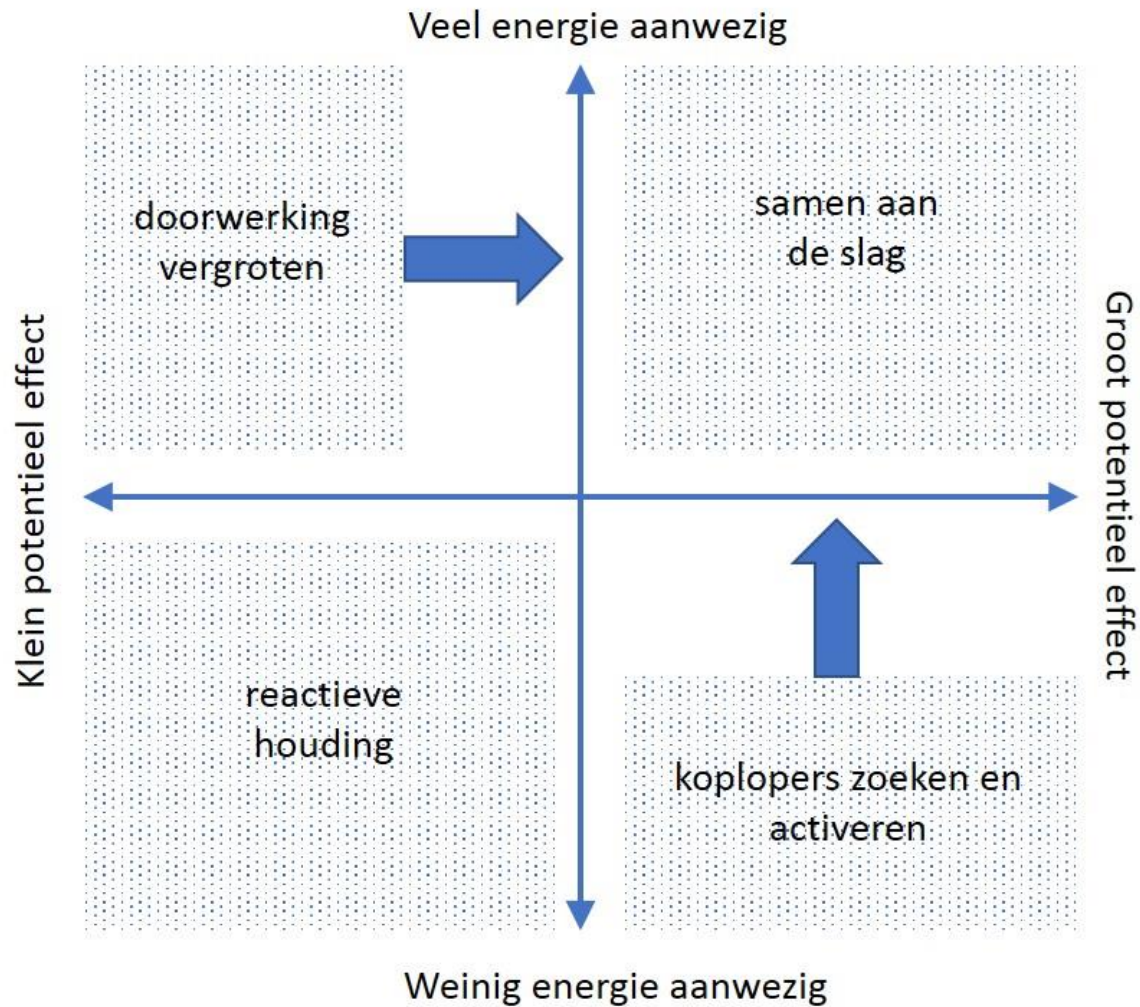 Veel energie aanwezig
doorwerking
vergroten
samen aan
de slag
Klein potentieel effect
Groot potentieel effect
reactieve
houding
koplopers zoeken en
activeren
Weinig energie aanwezig